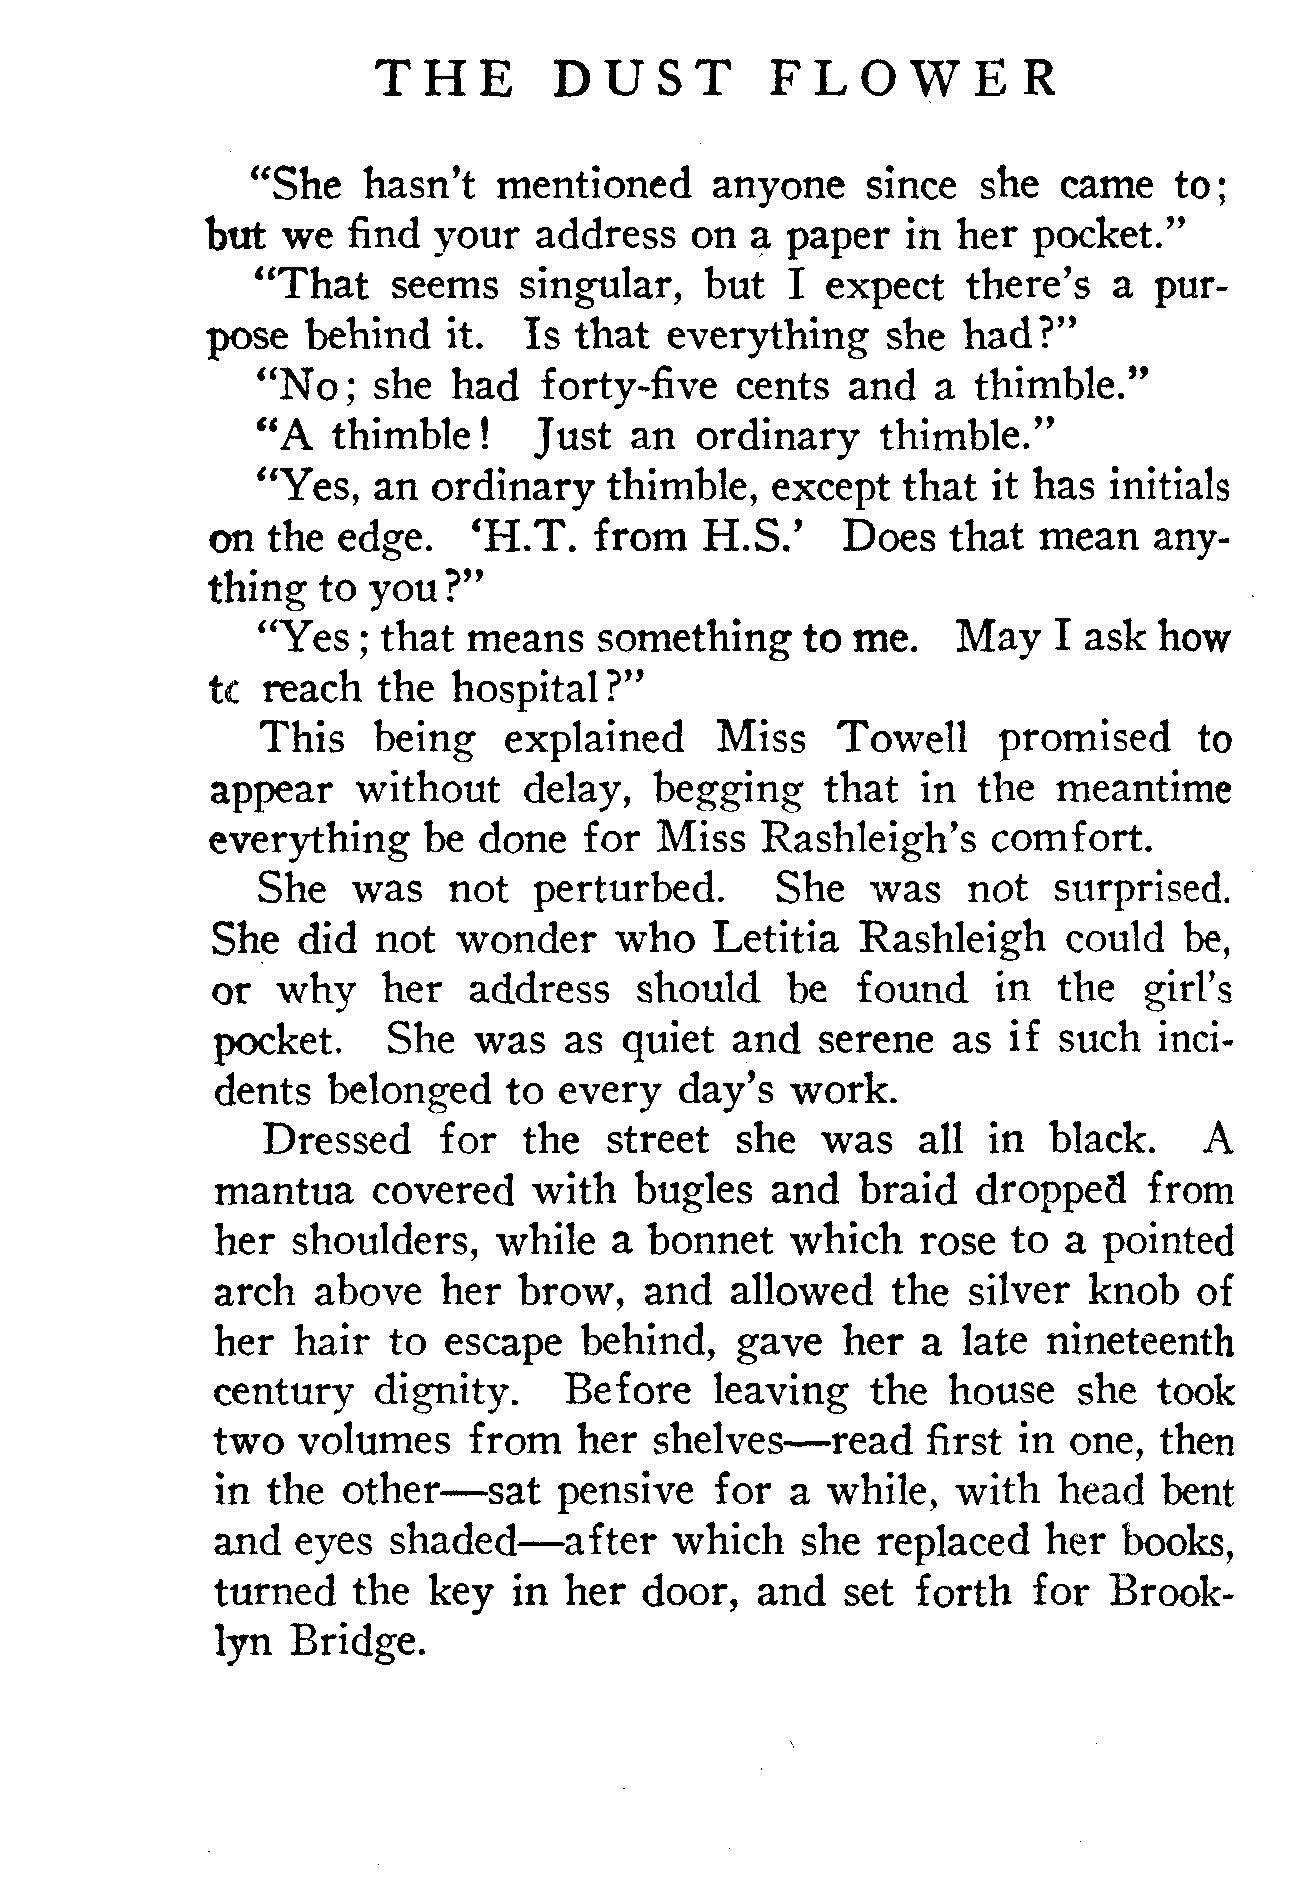 THE DUST FLOWER
“She hasn’t mentioned anyone since she came to;
but we find your address on a paper in her pocket.”
“That seems singular, but I expect there’s a pur-
pose behind it. Is that everything she had?”
“No; she had forty-five cents and a thimble.”
“A thimble! Just an ordinary thimble.”
“Yes, an ordinary thimble, except that it has initials
on the edge. ‘H.T. from H.S.’ Does that mean any-
thing to you?”
“Yes; that means something to me. May I ask how
to reach the hospital?”
This being explained Miss Towell promised to
appear without delay, begging that in the meantime
everything be done for Miss Rashleigh’s comfort.
She was not perturbed. She was not surprised.
She did not wonder who Letitia Rashleigh could be,
or why her address should be found in the girl’s
pocket. She was as quiet and serene as if such inci-
dents belonged to every day’s work.
Dressed for the street she was all in black. A
mantua covered with bugles and braid dropped from
her shoulders, while a bonnet which rose to a pointed
arch above her brow, and allowed the silver knob of
her hair to escape behind, gave her a late nineteenth
century dignity. Before leaving the house she took
two volumes from her shelves—read first in one, then
in the other—sat pensive for a while, with head bent
and eyes shaded—after which she replaced her books,
turned the key in her door, and set forth for Brook-
lyn Bridge.